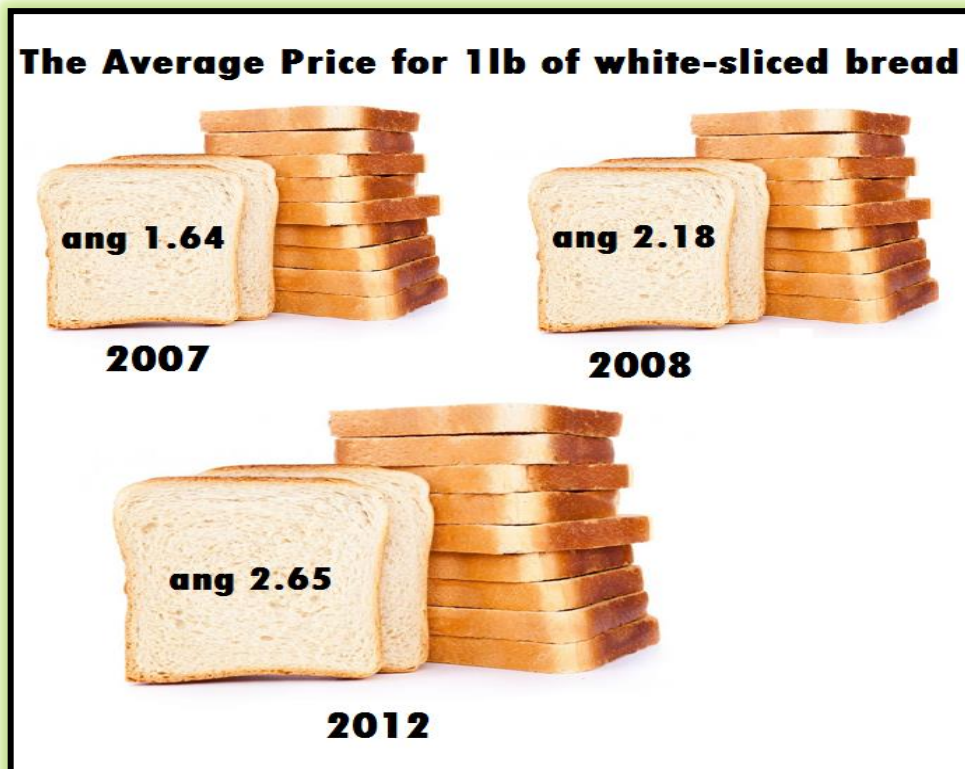 The Average Price for 1lb of white-sliced bread
ang 1.64
ang 2.18
2007
2008
ang 2.65
2012